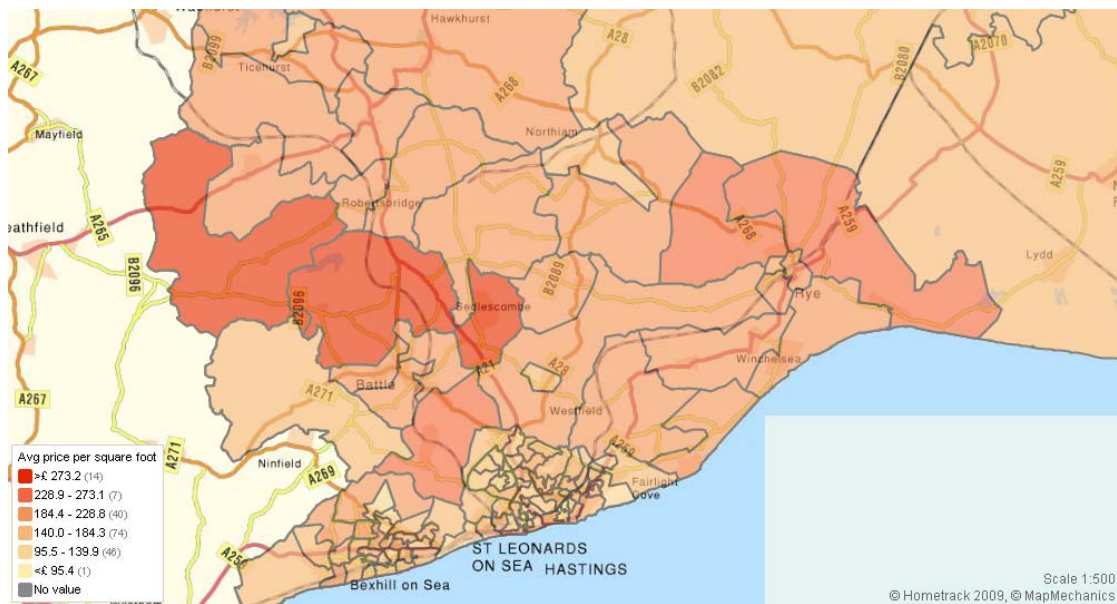 Hawkhurst
A28
A2070
B2099
Ticehurst
A267
A268
B2082
B2080
Mayfield
Northiam
A259
A265
Robertsbridge
A268
A259
eathfield
B2096
B2089
Lydd
B2096
Sedlescombe
Rye
A21
Winchelsea
A28
Battle
A271
A267
Westfield
A271
Ninfield
A269
A259
Fairlight
Cove
A259
ST LEONARDS
ON SEA
HASTINGS
Bexhill on Sea
Avg price per square foot
>£ 273.2 (14)
228.9 - 273.1 (7)
184.4 - 228.8 (40)
140.0 - 184.3 (74)
95.5 - 139.9 (46)
<£ 95.4 (1)
No value
Scale 1:500
© Hometrack 2009, © MapMechanics